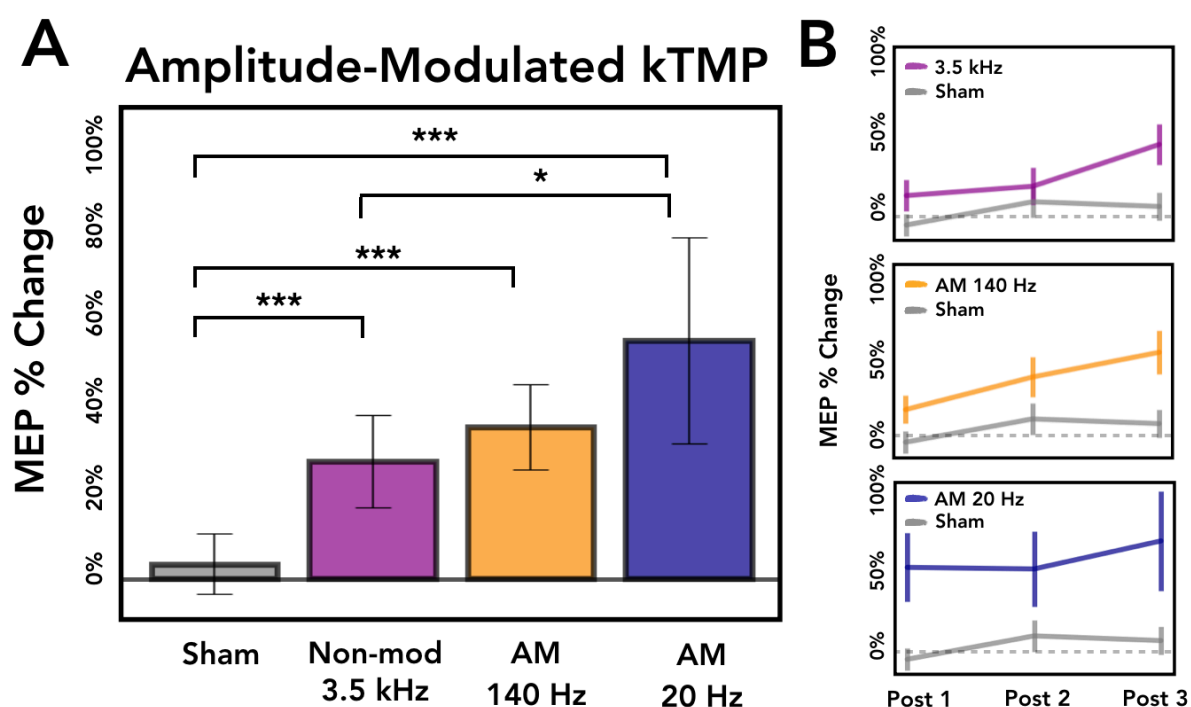 A
Amplitude-Modulated kTMP
MEP % Change
100%
80%
60%
40%
20%
0%
***
*
***
***
Sham
Non-mod
3.5 kHz
AM
140 Hz
AM
20 Hz
B
MEP % Change
100%
50%
0%
3.5 kHz
Sham
100%
50%
0%
AM 140 Hz
Sham
100%
50%
0%
AM 20 Hz
Sham
Post 1
Post 2
Post 3